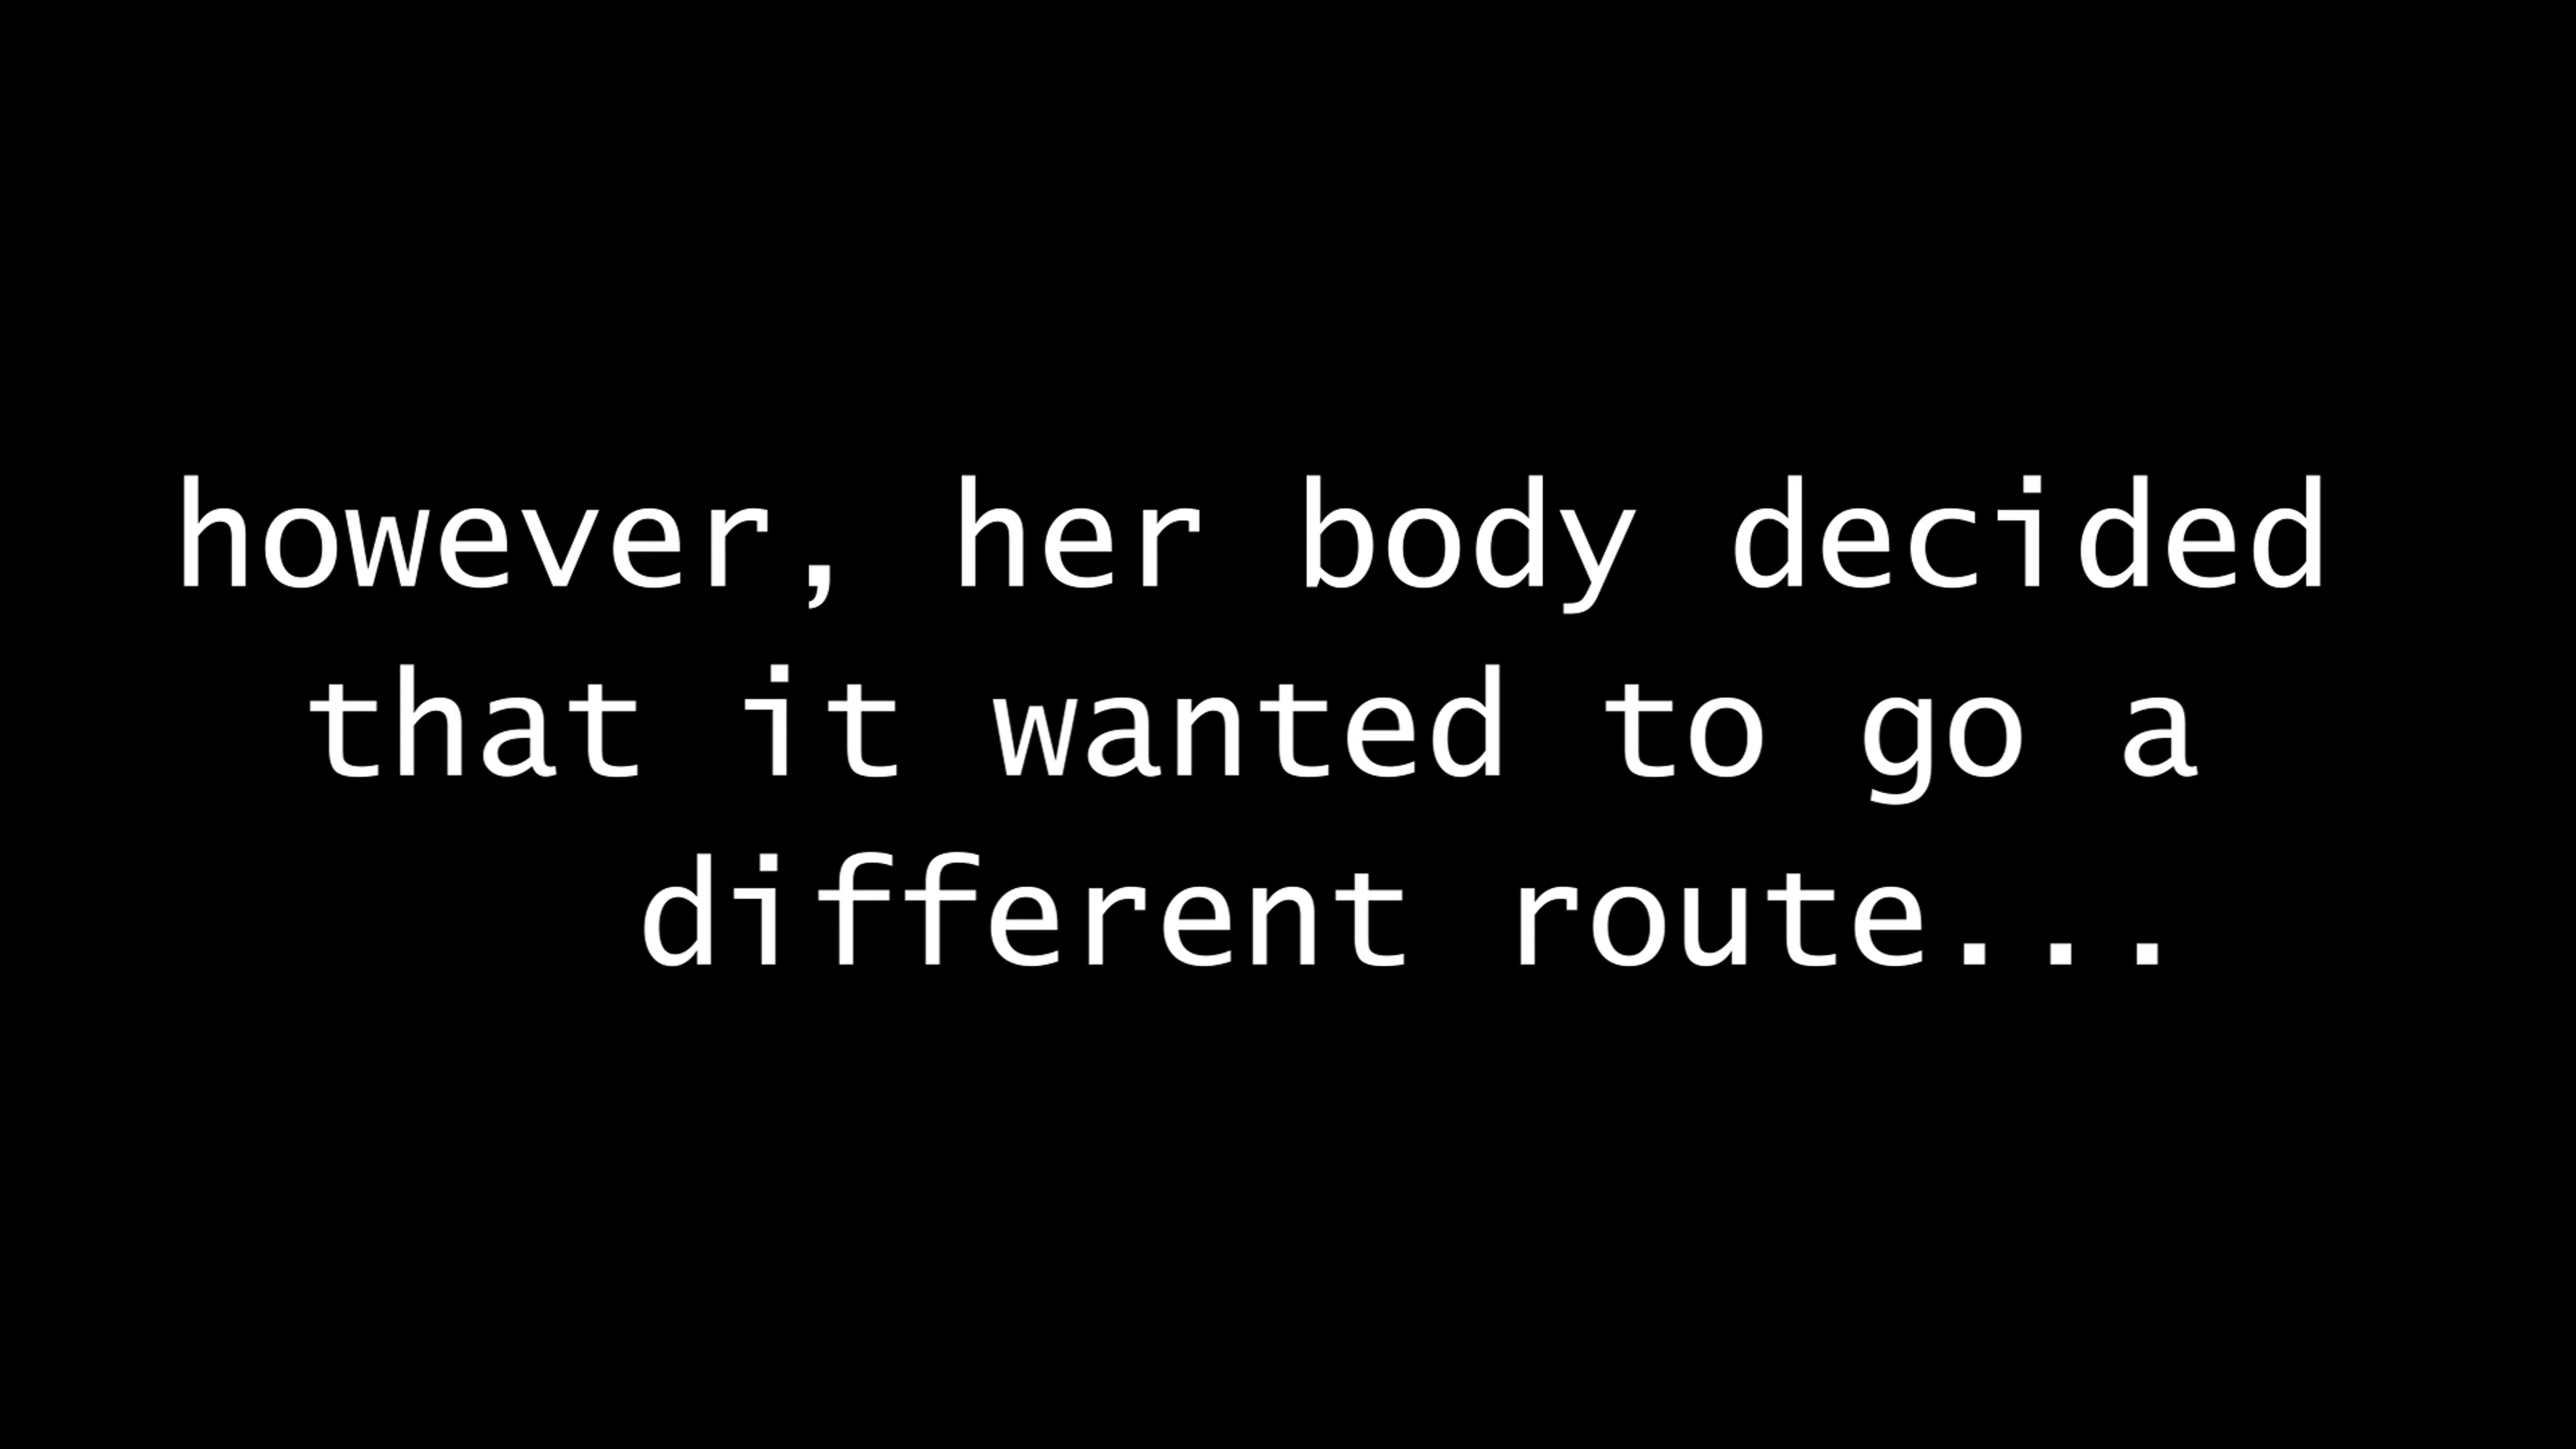 however, her body decided
that it wanted to go a
different route...